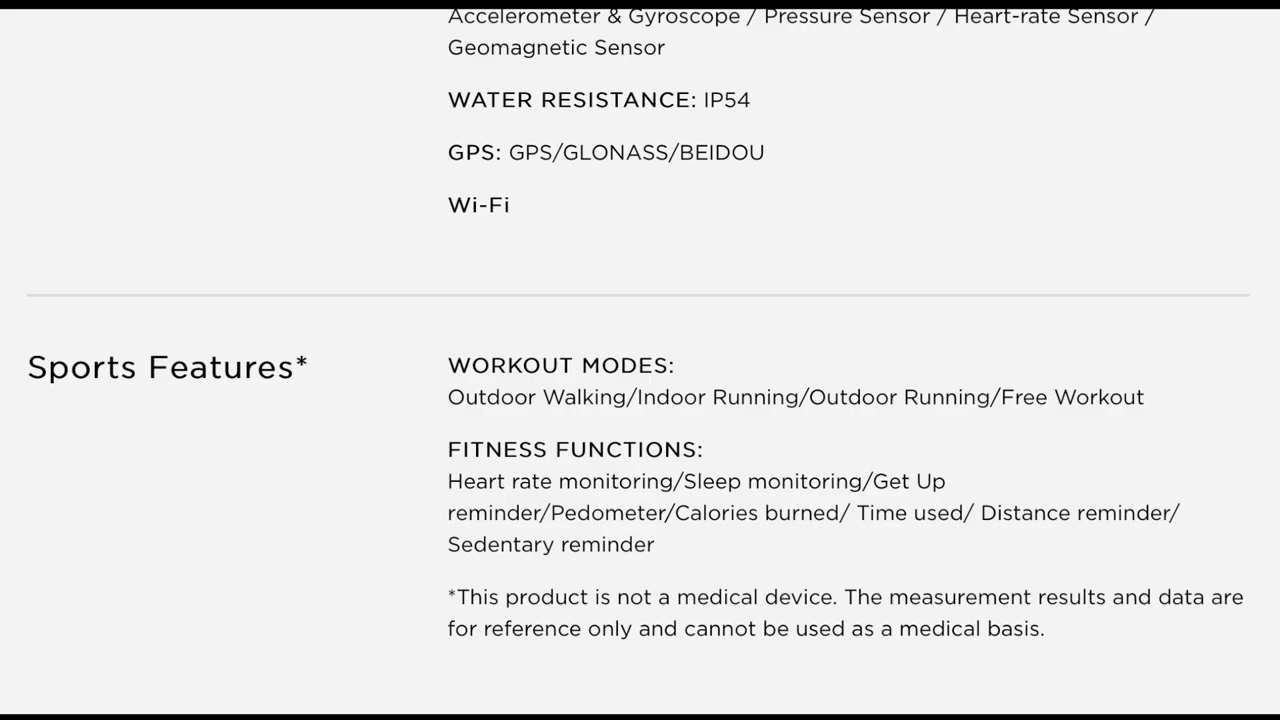 Accelerometer & Gyroscope / Pressure Sensor / Heart-rate Sensor /
Geomagnetic Sensor
WATER RESISTANCE: IP54
GPS: GPS/GLONASS/BEIDOU
Wi-Fi
Sports Features*
WORKOUT MODES:
Outdoor Walking/Indoor Running/Outdoor Running/Free Workout
FITNESS FUNCTIONS:
Heart rate monitoring/Sleep monitoring/Get Up
reminder/Pedometer/Calories burned/ Time used/ Distance reminder/
Sedentary reminder
*This product is not a medical device. The measurement results and data are
for reference only and cannot be used as a medical basis.